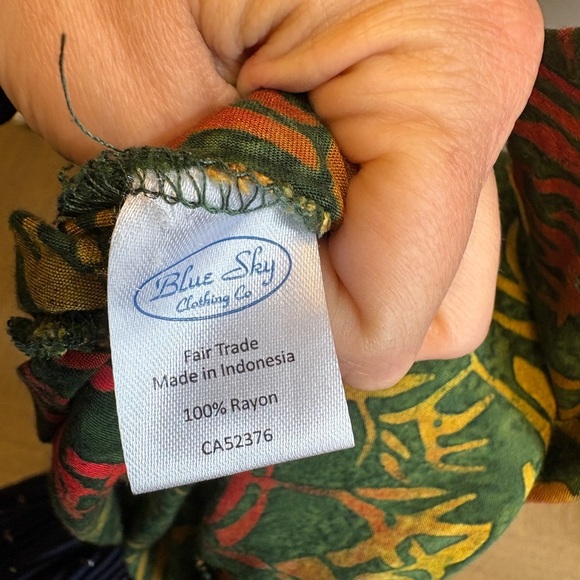 Blue Sky
Clothing Co
Fair Trade
Made in Indonesia
100% Rayon
CA52376